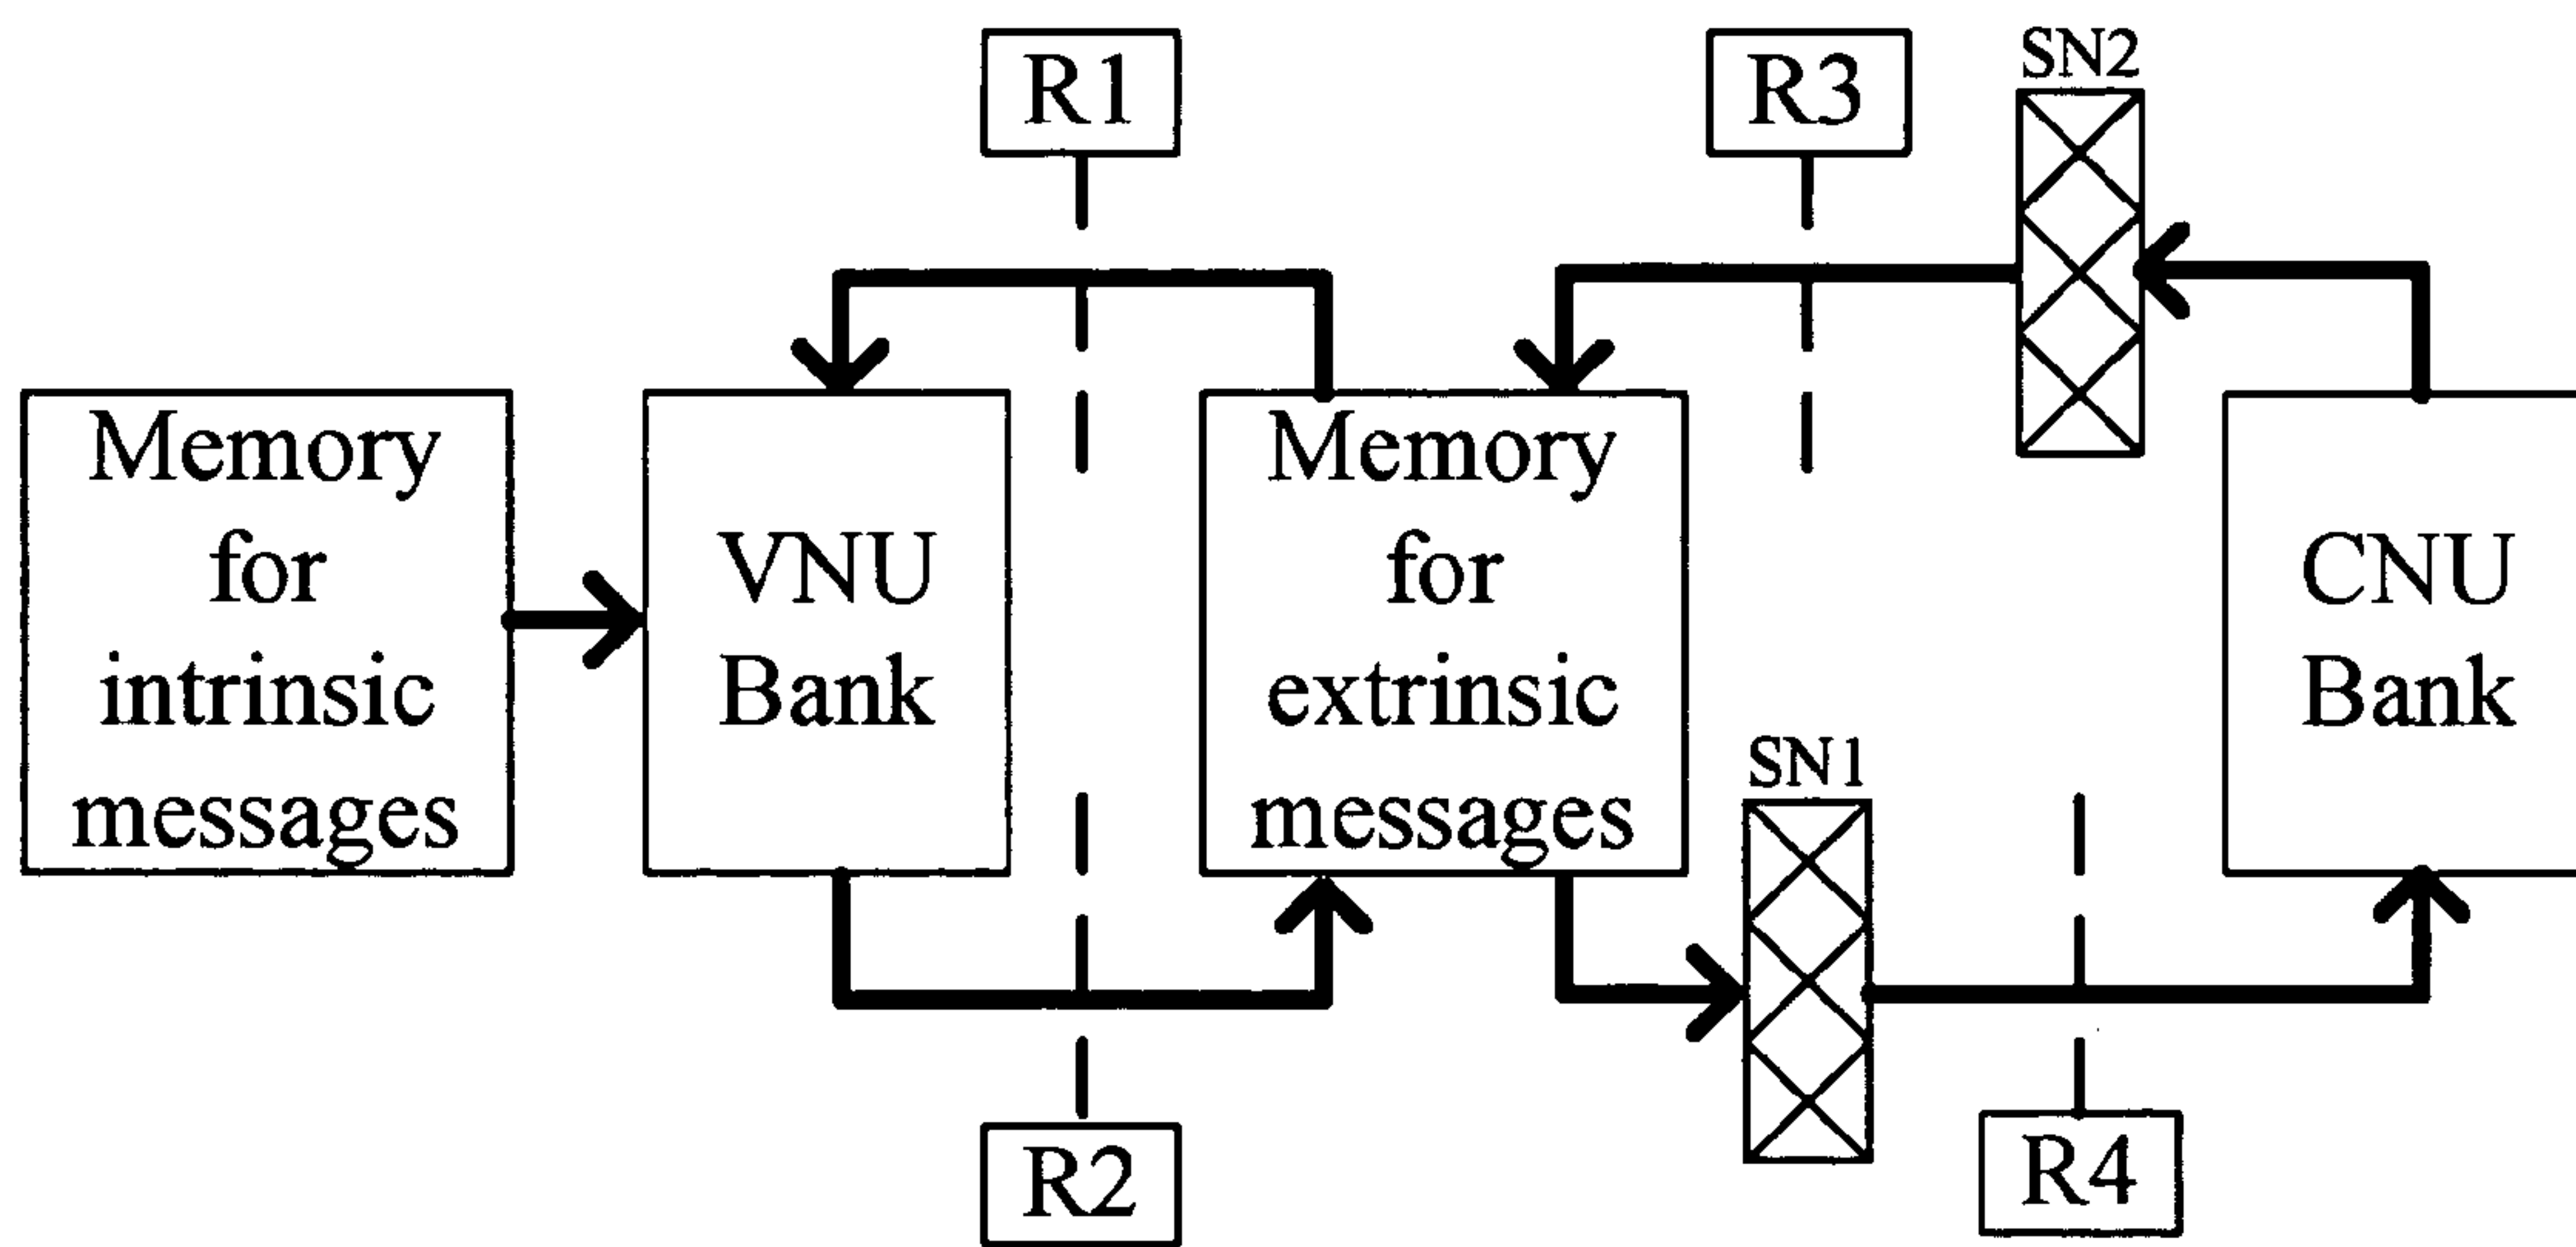 R1
R3
SN2
Memory
for
intrinsic
messages
VNU
Bank
Memory
for
extrinsic
messages
CNU
Bank
SN1
R2
R4